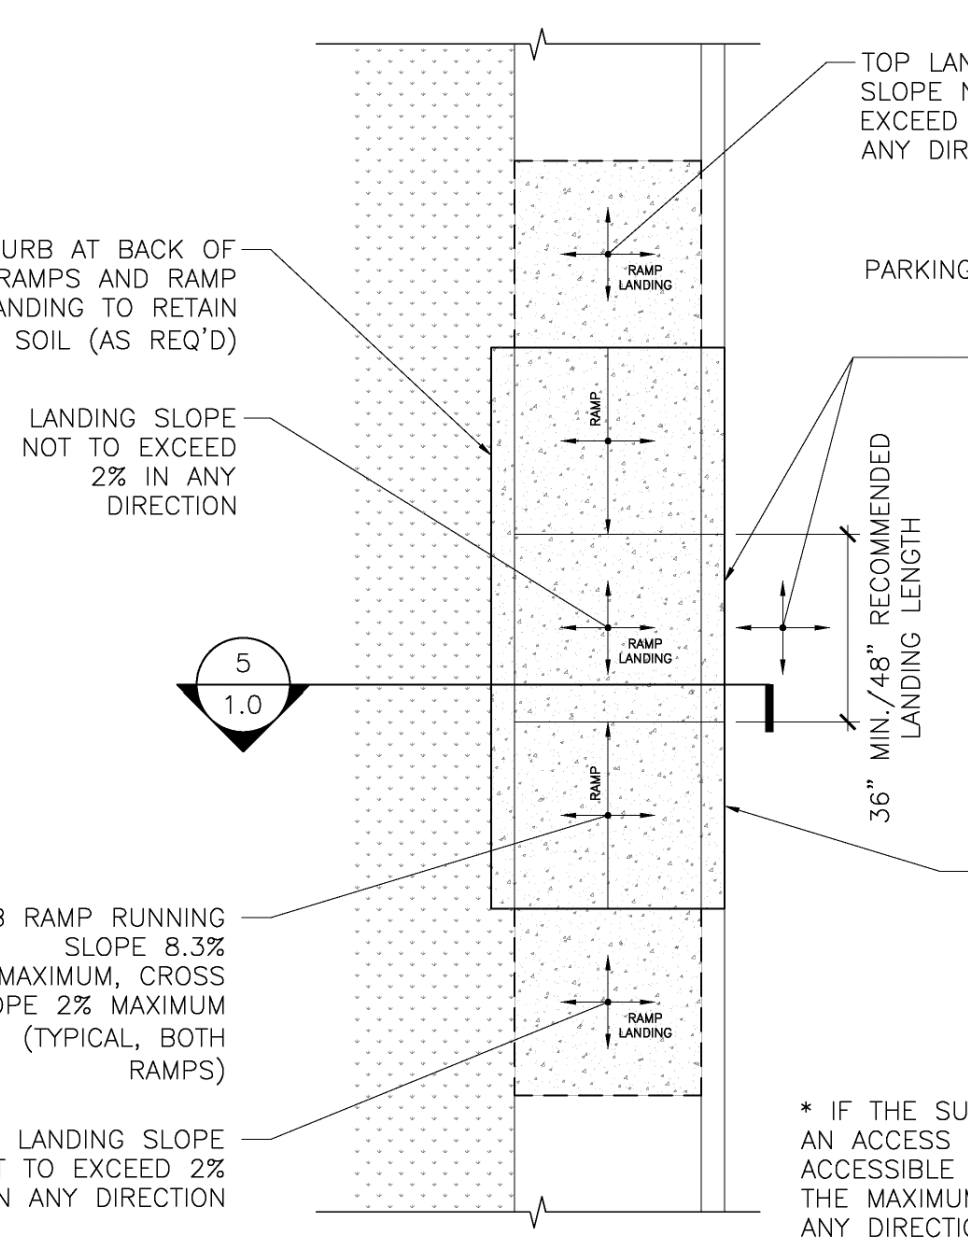 TOP LAN
SLOPE N
EXCEED
ANY DIR
URB AT BACK OF
RAMPS AND RAMP
ANDING TO RETAIN
SOIL (AS REQ'D)
RAMP
LANDING
PARKING
LANDING SLOPE
NOT TO EXCEED
2% IN ANY
DIRECTION
RAMP
RAMP
LANDING
36" MIN./48" RECOMMENDED
LANDING LENGTH
5
1.0
RAMP
B RAMP RUNNING
SLOPE 8.3%
MAXIMUM, CROSS
OPE 2% MAXIMUM
(TYPICAL, BOTH
RAMPS)
RAMP
LANDING
LANDING SLOPE
T TO EXCEED 2%
N ANY DIRECTION
* IF THE SU
AN ACCESS
ACCESSIBLE
THE MAXIMUM
ANY DIRECTIO